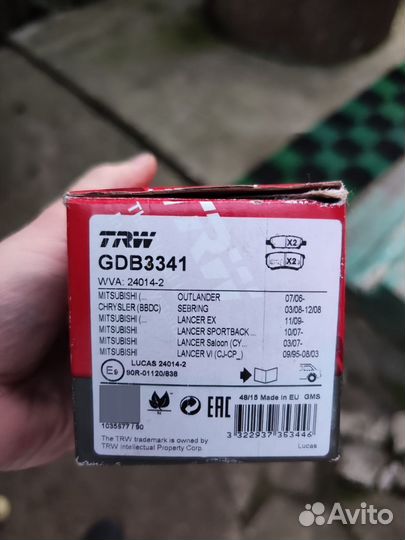 TRW
X2
X2
GDB3341
WVA: 24014-2
MITSUBISHI (... OUTLANDER 07/06-
CHRYSLER (BBDC) SEBRING 03/08-12/08
MITSUBISHI LANCER EX 11/09-
MITSUBISHI LANCER SPORTBACK ... 10/07-
MITSUBISHI (... LANCER Saloon (CY... 03/07-
MITSUBISHI LANCER VI (CJ-CP_) 09/95-08/03
LUCAS 24014-2
E9 90R-01120/838
EAC
48/15 Made in EU GMS
1035577 / 90
The TRW trademark is owned by
TRW Intellectual Property Corp.
3 322937 353446
Lucas
Avito